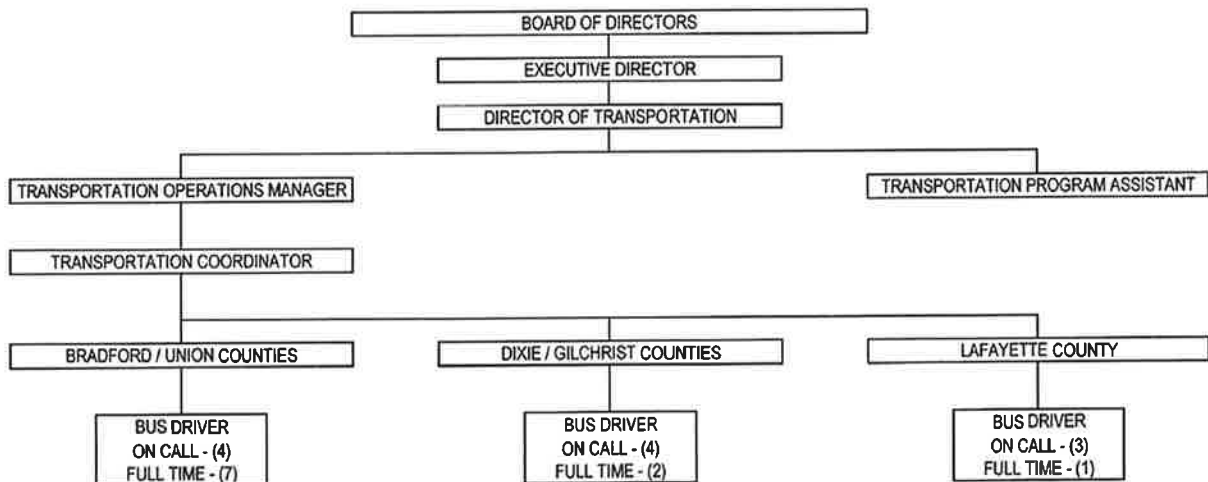 BOARD OF DIRECTORS
EXECUTIVE DIRECTOR
DIRECTOR OF TRANSPORTATION
TRANSPORTATION OPERATIONS MANAGER
TRANSPORTATION PROGRAM ASSISTANT
TRANSPORTATION COORDINATOR
BRADFORD / UNION COUNTIES
DIXIE / GILCHRIST COUNTIES
LAFAYETTE COUNTY
BUS DRIVER
ON CALL - (4)
FULL TIME - (7)
BUS DRIVER
ON CALL - (4)
FULL TIME - (2)
BUS DRIVER
ON CALL - (3)
FULL TIME - (1)